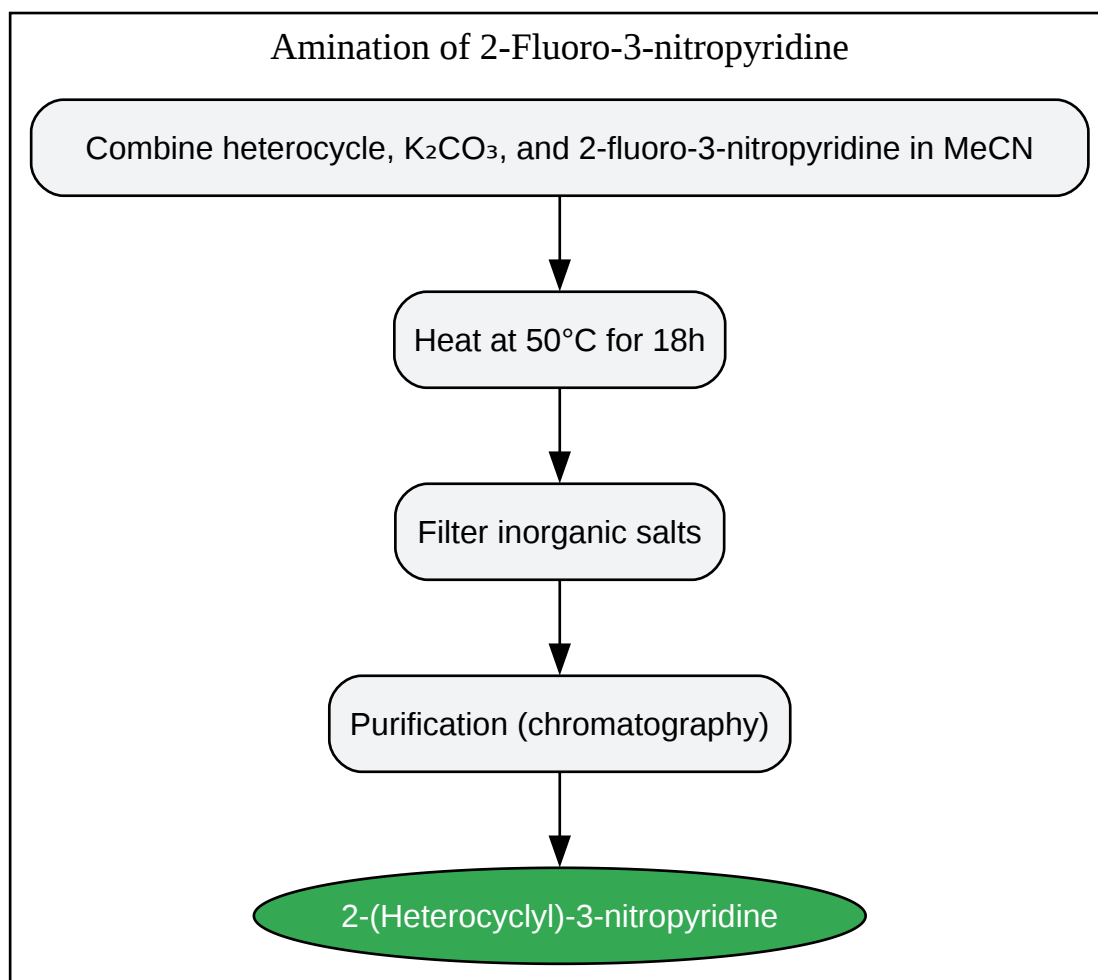 Amination of 2-Fluoro-3-nitropyridine
Combine heterocycle, K₂CO₃, and 2-fluoro-3-nitropyridine in MeCN
Heat at 50°C for 18h
Filter inorganic salts
Purification (chromatography)
2-(Heterocyclyl)-3-nitropyridine